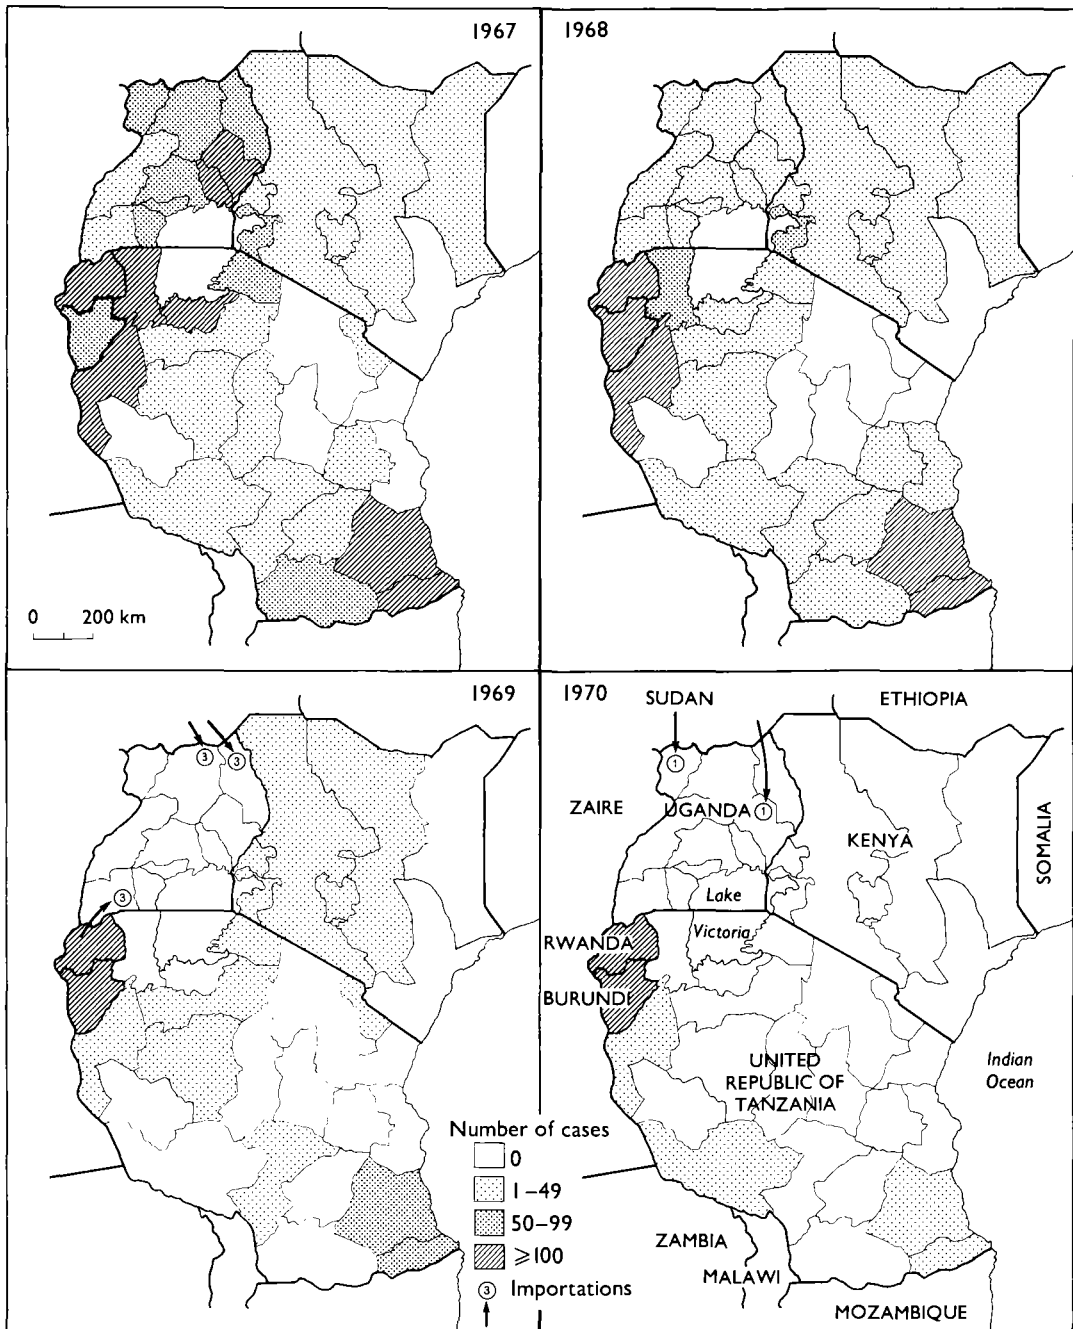 1967
1968
0 200 km
1969
3
3
3
Number of cases
0
1-49
50-99
⩾100
3 Importations
1970
SUDAN
ETHIOPIA
1
ZAIRE
UGANDA 1
KENYA
SOMALIA
Lake
Victoria
RWANDA
BURUNDI
UNITED
REPUBLIC OF
TANZANIA
Indian
Ocean
ZAMBIA
MALAWI
MOZAMBIQUE